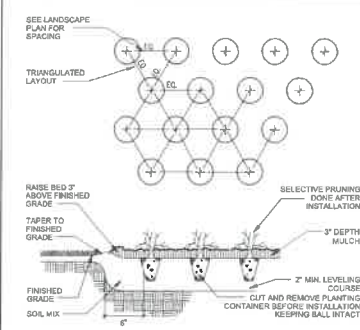 SEE LANDSCAPE
PLAN FOR
SPACING
EQ.
EQ.
EQ.
TRIANGULATED
LAYOUT
EQ.
RAISE BED 3"
ABOVE FINISHED
GRADE
TAPER TO
FINISHED
GRADE
FINISHED
GRADE
SOIL MIX
6"
SELECTIVE PRUNING
DONE AFTER
INSTALLATION
3" DEPTH
MULCH
2" MIN. LEVELING
COURSE
CUT AND REMOVE PLANTING
CONTAINER BEFORE INSTALLATION
KEEPING BALL INTACT